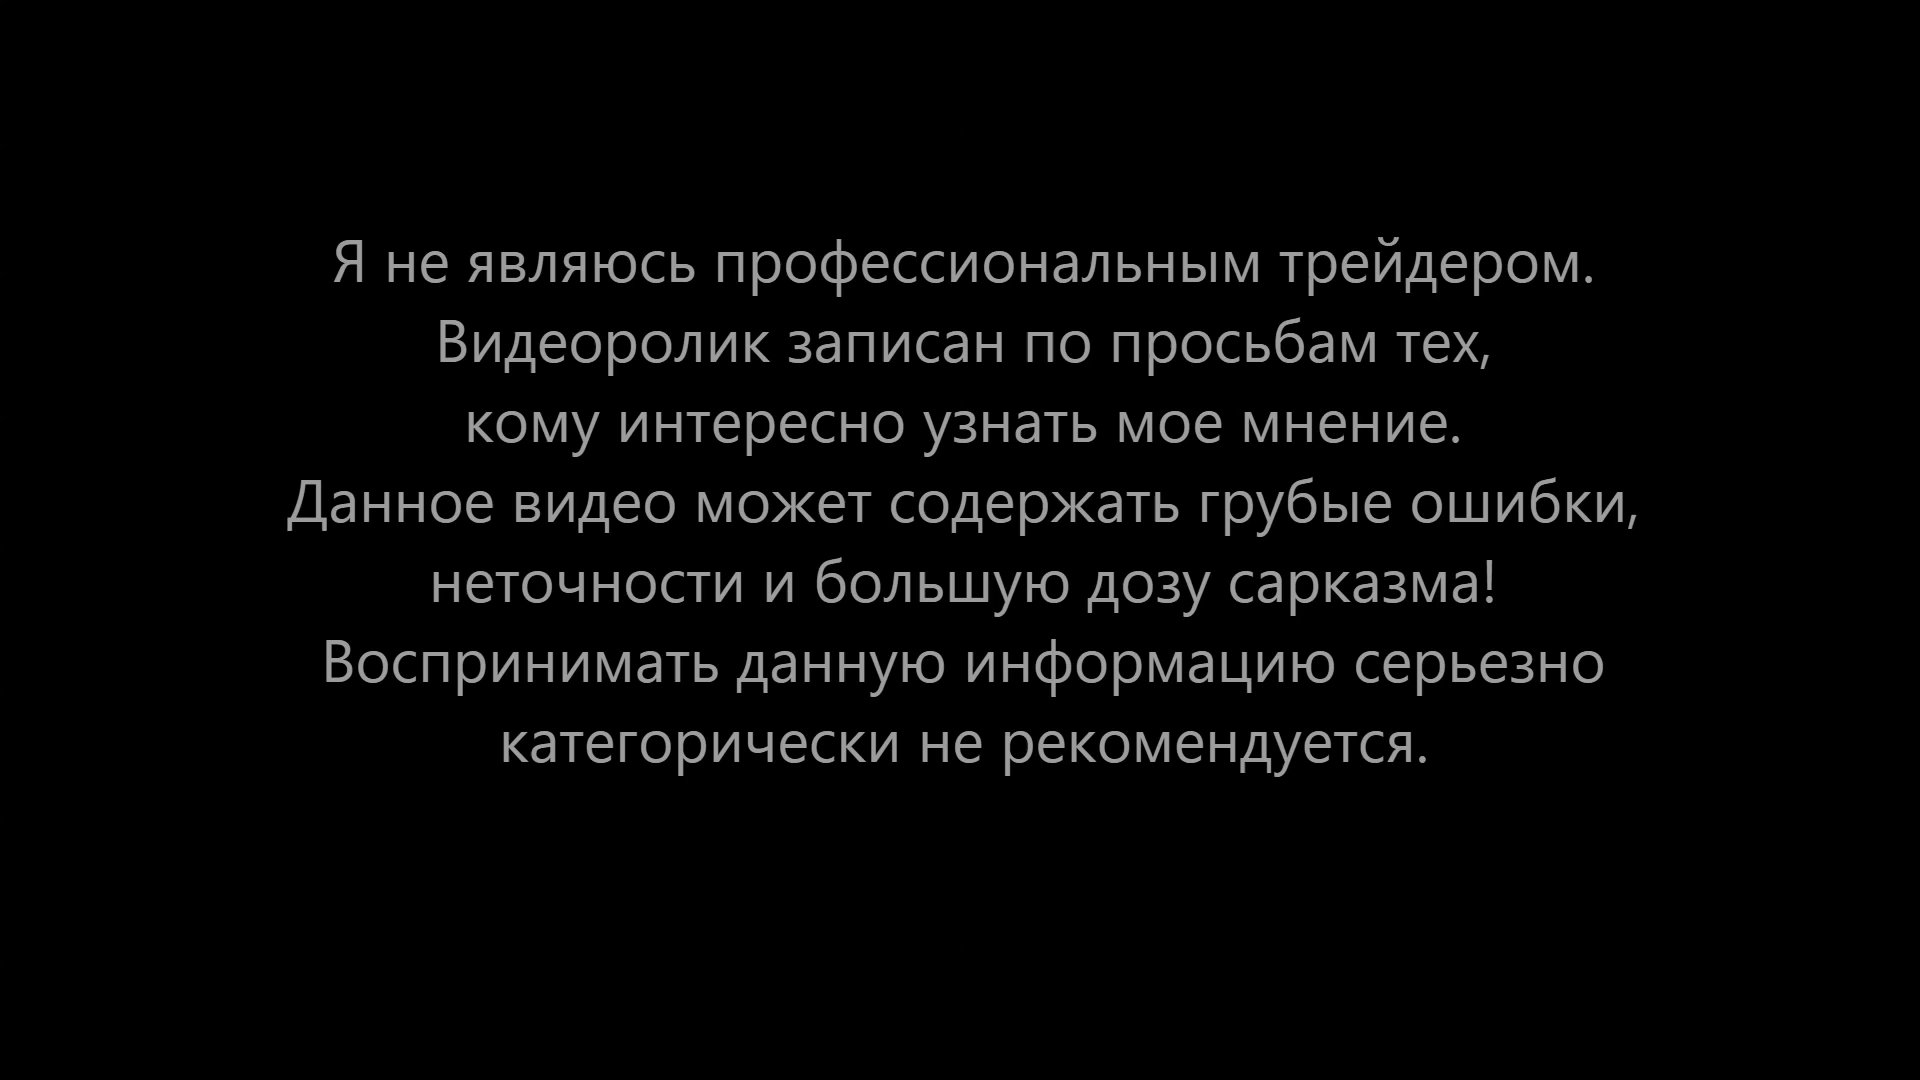 Я не являюсь профессиональным трейдером.
Видеоролик записан по просьбам тех,
кому интересно узнать мое мнение.
Данное видео может содержать грубые ошибки,
неточности и большую дозу сарказма!
Воспринимать данную информацию серьезно
категорически не рекомендуется.